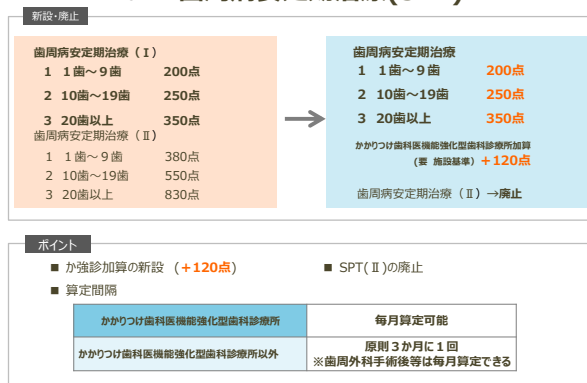 新設・廃止
歯周病安定期治療（Ⅰ）
1 1歯～9歯 200点
2 10歯～19歯 250点
3 20歯以上 350点
歯周病安定期治療（Ⅱ）
1 1歯～9歯 380点
2 10歯～19歯 550点
3 20歯以上 830点
歯周病安定期治療
1 1歯～9歯 200点
2 10歯～19歯 250点
3 20歯以上 350点
かかりつけ歯科医機能強化型歯科診療所加算
(要 施設基準) ＋120点
歯周病安定期治療（Ⅱ）→廃止
ポイント
■ か強診加算の新設 (＋120点)
■ SPT(Ⅱ)の廃止
■ 算定間隔
かかりつけ歯科医機能強化型歯科診療所 毎月算定可能
かかりつけ歯科医機能強化型歯科診療所以外 原則3か月に1回
※歯周外科手術後等は毎月算定できる